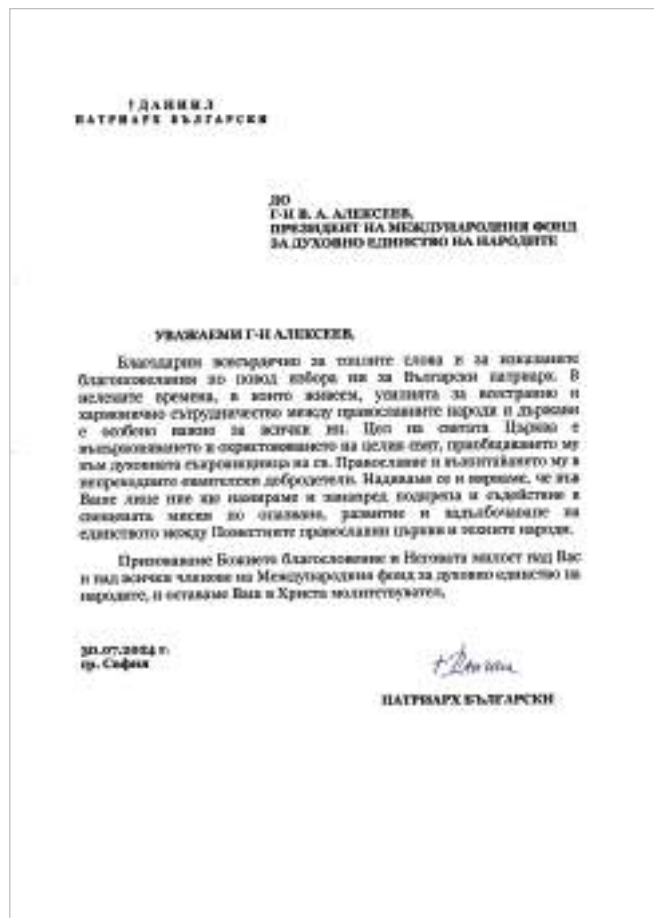 † ДАНИИЛ
ПАТРИАРХ БЪЛГАРСКИ
ДО
Г-Н В. А. АЛЕКСЕЕВ,
ПРЕЗИДЕНТ НА МЕЖДУНАРОДНИЯ ФОНД
ЗА ДУХОВНО ЕДИНСТВО НА НАРОДИТЕ
УВАЖАЕМИ Г-Н АЛЕКСЕЕВ,
Благодарим всесърдечно за топлите слова и за изказаните
благопожелания по повод избора ни за Български патриарх. В
нелеките времена, в които живеем, усилията за всестранно и
хармонично сътрудничество между православните народи и държави
е особено важно за всички ни. Цел на светата Църква е
въцърковяването и охристовяването на целия свят, приобщаването му
към духовната съкровищница на св. Православие и възпитайването му в
непреходните евангелски добродетели. Надяваме се и вярваме, че във
Ваше лице ние ще намираме и занапред подкрепа и съдействие в
свещената мисия по опазване, развитие и задълбочаване на
единството между Поместните православни църкви и техните народи.
Призоваваме Божието благословение и Неговата милост над Вас
и над всички членове на Международния фонд за духовно единство на
народите, и оставаме Ваш в Христа молитствувател,
30.07.2024 г.
гр. София
ПАТРИАРХ БЪЛГАРСКИ